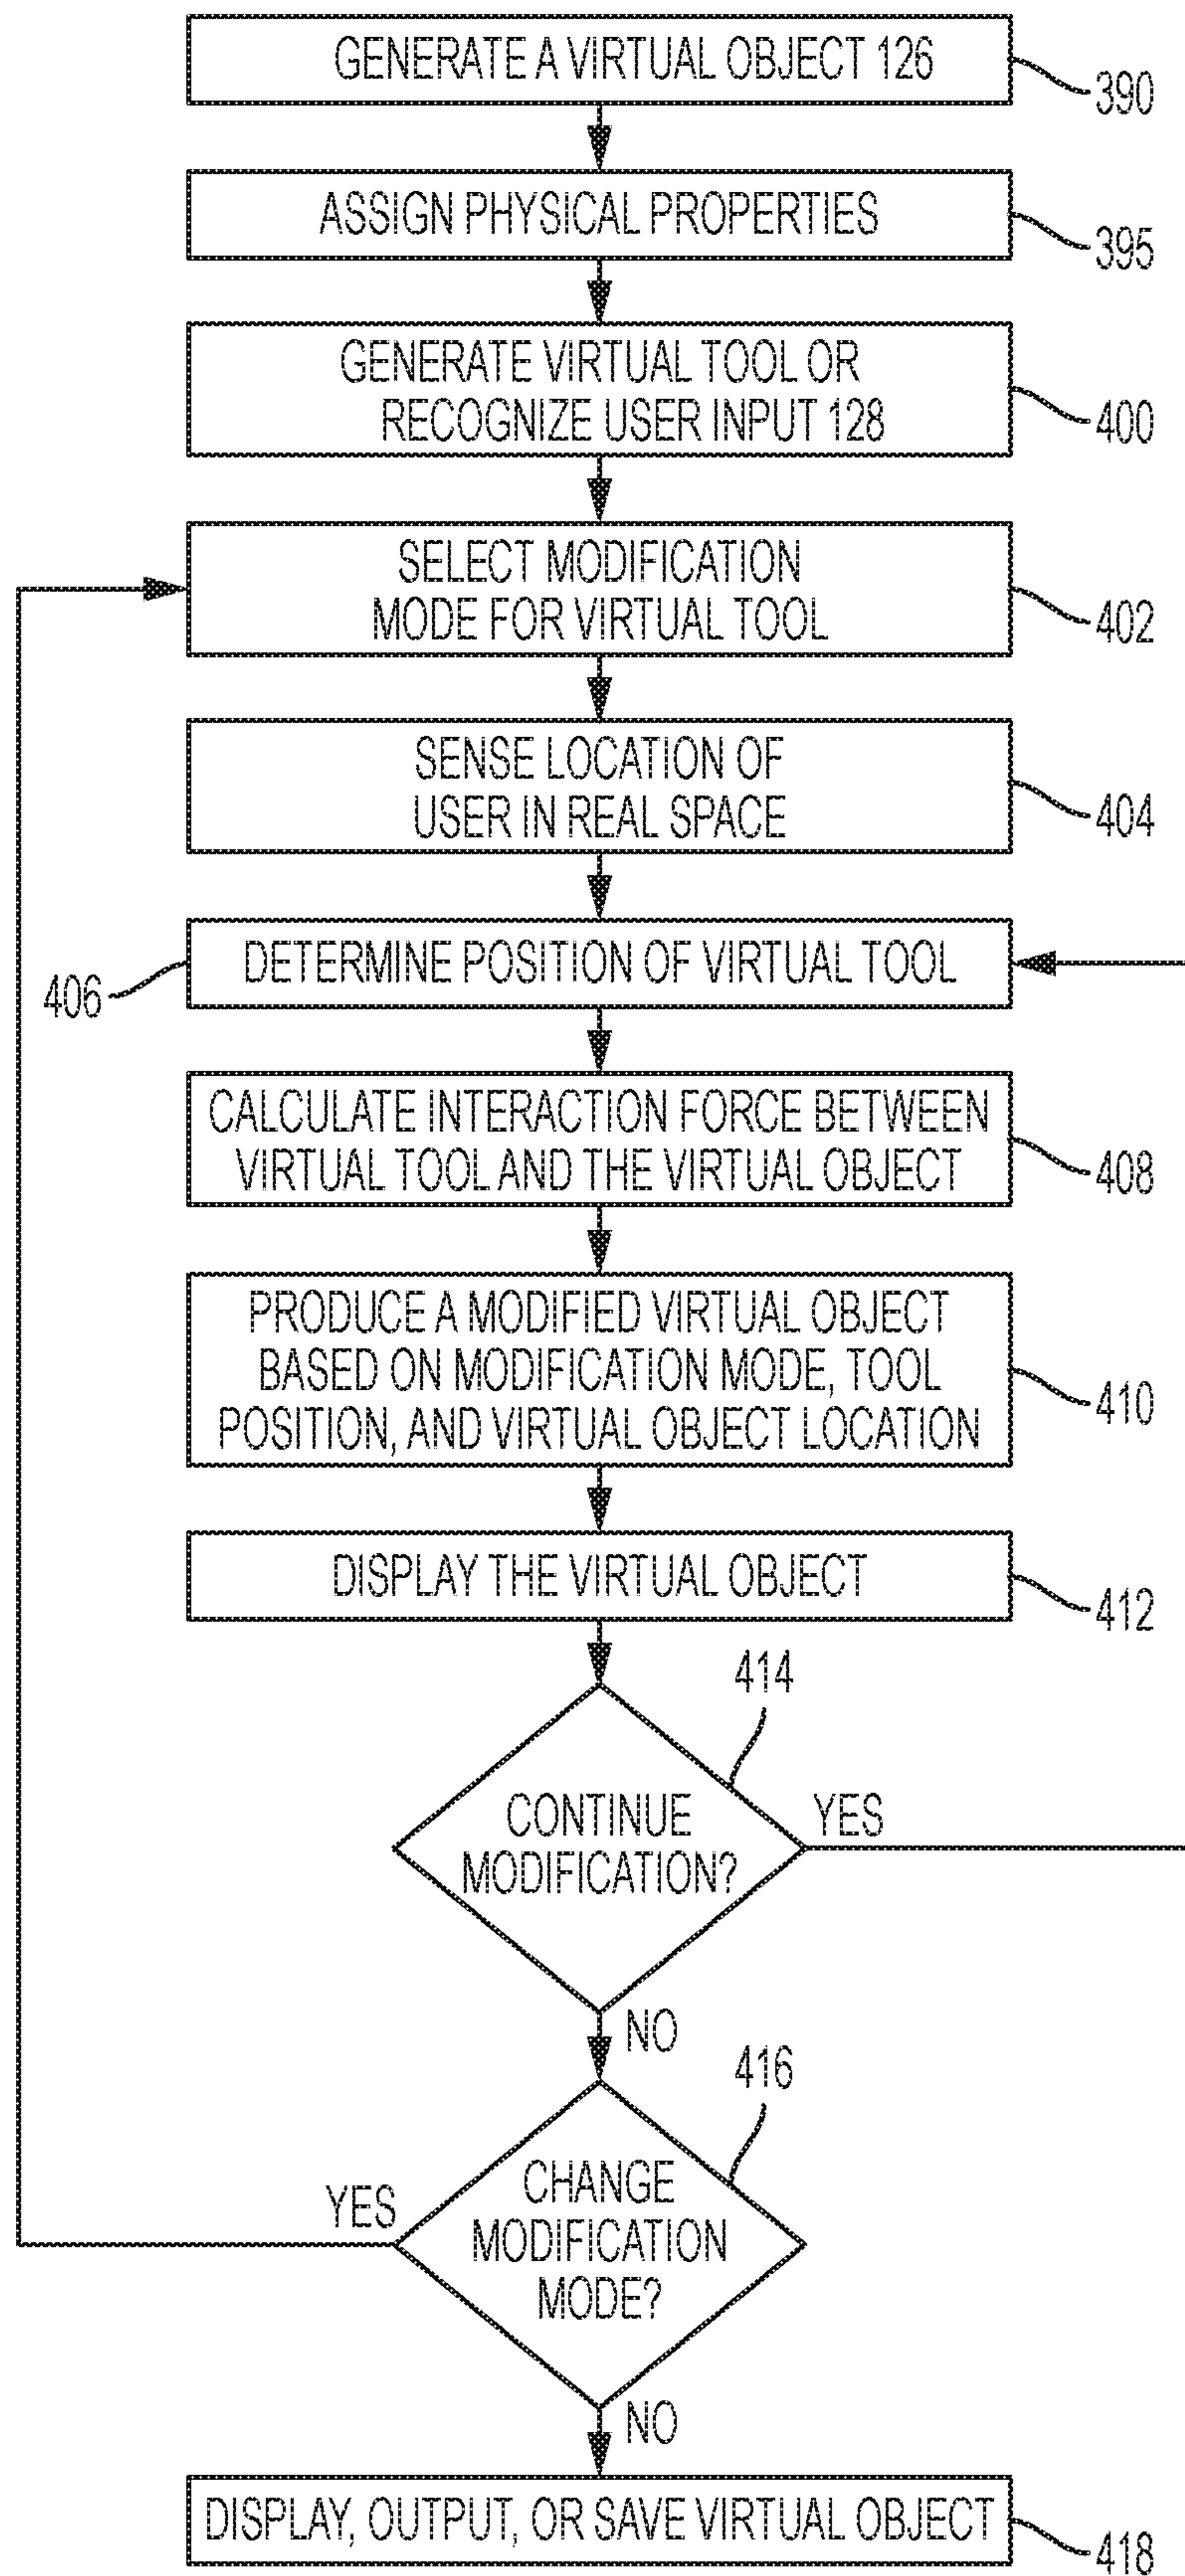 GENERATE A VIRTUAL OBJECT 126
390
ASSIGN PHYSICAL PROPERTIES
395
GENERATE VIRTUAL TOOL OR
RECOGNIZE USER INPUT 128
400
SELECT MODIFICATION
MODE FOR VIRTUAL TOOL
402
SENSE LOCATION OF
USER IN REAL SPACE
404
DETERMINE POSITION OF VIRTUAL TOOL
406
CALCULATE INTERACTION FORCE BETWEEN
VIRTUAL TOOL AND THE VIRTUAL OBJECT
408
PRODUCE A MODIFIED VIRTUAL OBJECT
BASED ON MODIFICATION MODE, TOOL
POSITION, AND VIRTUAL OBJECT LOCATION
410
DISPLAY THE VIRTUAL OBJECT
412
414
CONTINUE
MODIFICATION?
YES
NO
416
CHANGE
MODIFICATION
MODE?
YES
NO
DISPLAY, OUTPUT, OR SAVE VIRTUAL OBJECT
418